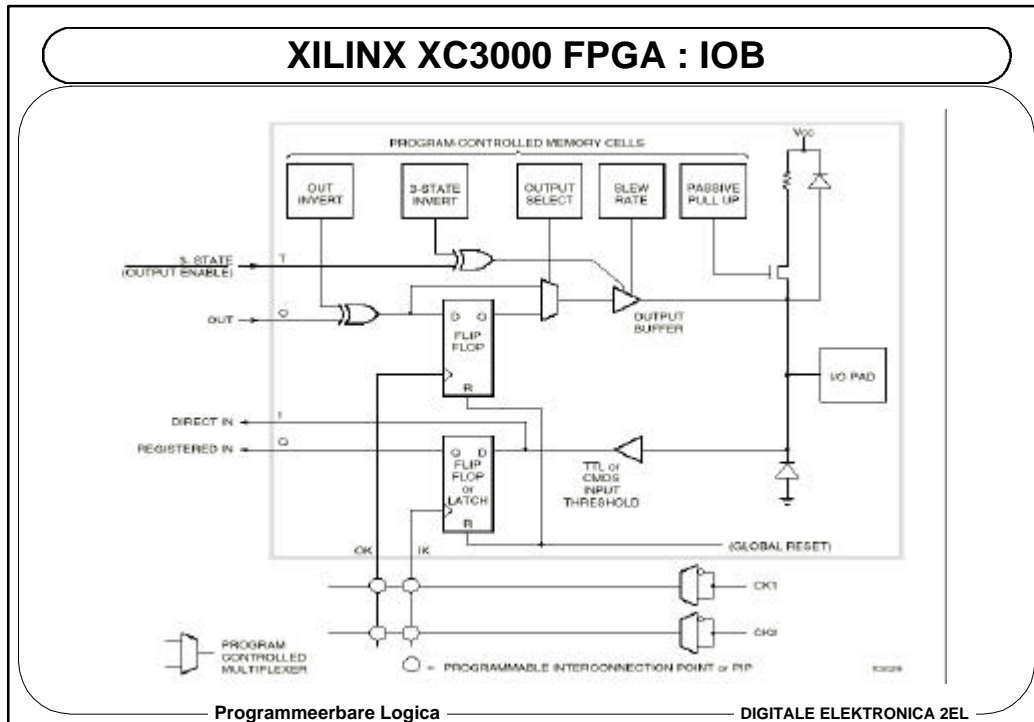 XILINX XC3000 FPGA : IOB
PROGRAM-CONTROLLED MEMORY CELLS
Vcc
OUT
INVERT
3-STATE
INVERT
OUTPUT
SELECT
SLEW
RATE
PASSIVE
PULL UP
3- STATE
(OUTPUT ENABLE)
T
OUT
O
D Q
FLIP
FLOP
R
OUTPUT
BUFFER
I/O PAD
DIRECT IN
I
REGISTERED IN
Q
Q D
FLIP
FLOP
or
LATCH
R
TTL or
CMOS
INPUT
THRESHOLD
OK
IK
(GLOBAL RESET)
CK1
CK2
PROGRAM
CONTROLLED
MULTIPLEXER
= PROGRAMMABLE INTERCONNECTION POINT or PIP
Programmeerbare Logica
DIGITALE ELEKTRONICA 2EL